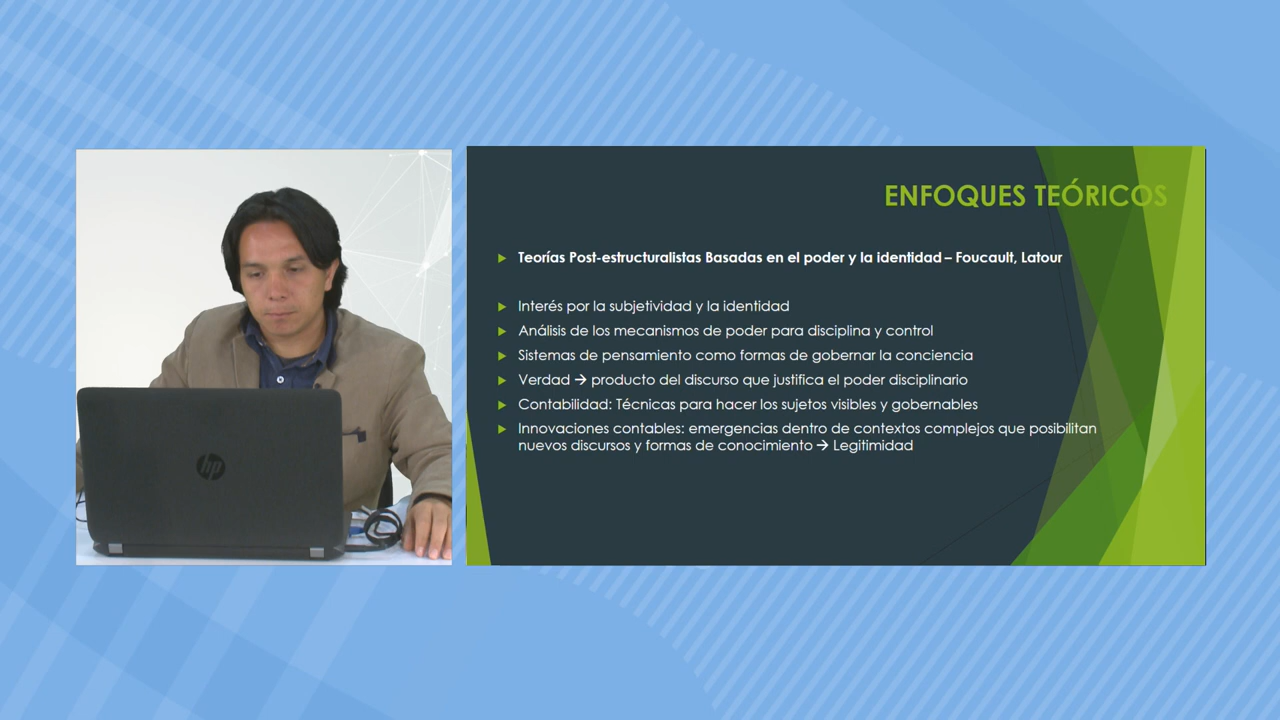 ENFOQUES TEÓRICOS
Teorías Post-estructuralistas Basadas en el poder y la identidad – Foucault, Latour
Interés por la subjetividad y la identidad
Análisis de los mecanismos de poder para disciplina y control
Sistemas de pensamiento como formas de gobernar la conciencia
Verdad → producto del discurso que justifica el poder disciplinario
Contabilidad: Técnicas para hacer los sujetos visibles y gobernables
Innovaciones contables: emergencias dentro de contextos complejos que posibilitan
nuevos discursos y formas de conocimiento → Legitimidad
hp